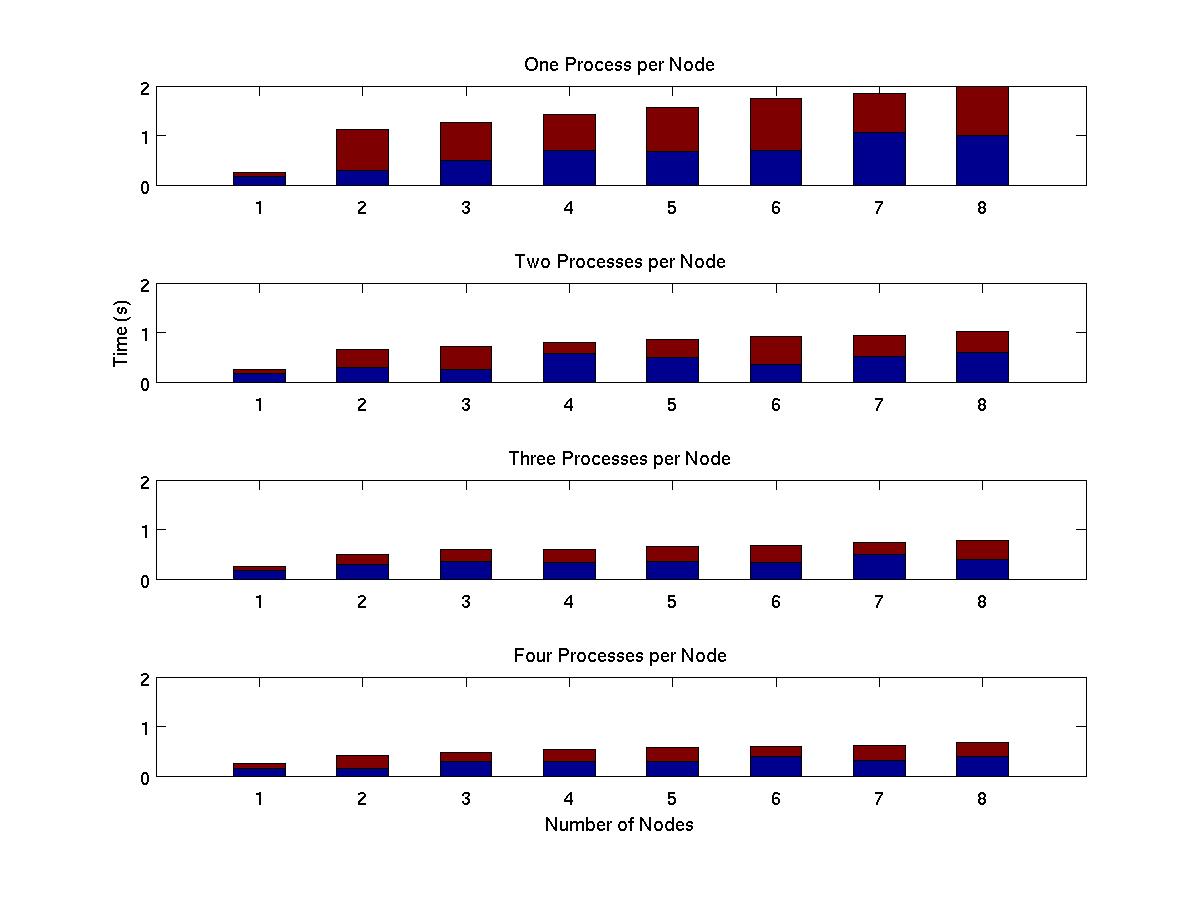 One Process per Node
2
1
0
1 2 3 4 5 6 7 8
Two Processes per Node
2
1
0
Time (s)
1 2 3 4 5 6 7 8
Three Processes per Node
2
1
0
1 2 3 4 5 6 7 8
Four Processes per Node
2
1
0
1 2 3 4 5 6 7 8
Number of Nodes